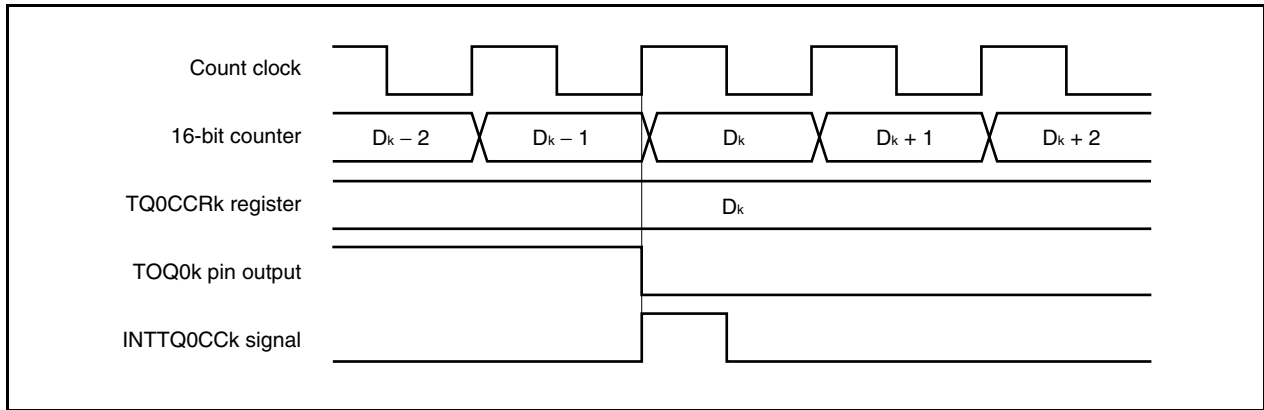 Count clock
16-bit counter
Dk − 2
Dk − 1
Dk
Dk + 1
Dk + 2
TQ0CCRk register
Dk
TOQ0k pin output
INTTQ0CCk signal